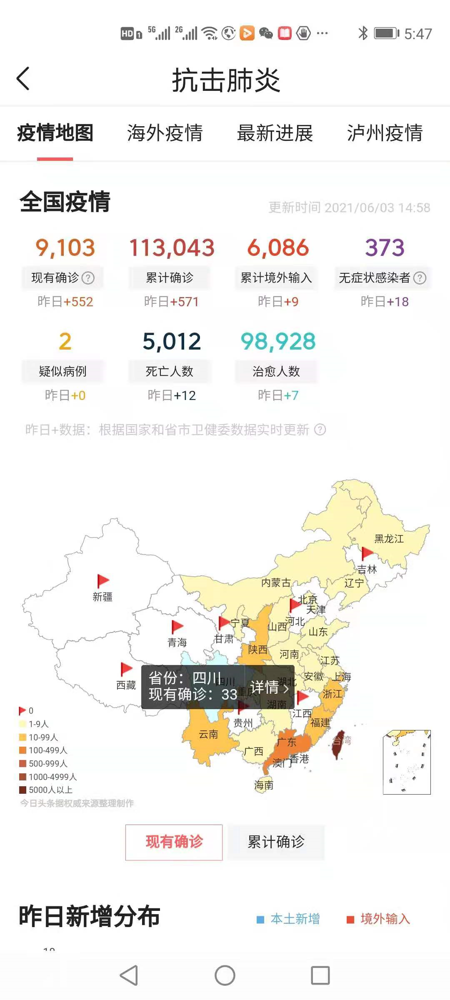 HD 1 5G 2G 5:47
抗击肺炎
疫情地图 海外疫情 最新进展 泸州疫情
全国疫情 更新时间 2021/06/03 14:58
9,103 113,043 6,086 373
现有确诊? 累计确诊 累计境外输入 无症状感染者?
昨日+552 昨日+571 昨日+9 昨日+18
2 5,012 98,928
疑似病例 死亡人数 治愈人数
昨日+0 昨日+12 昨日+7
昨日+数据：根据国家和省市卫健委数据实时更新 ?
黑龙江
吉林
内蒙古 辽宁
新疆
北京
天津
宁夏 山西 河北
山东
青海 甘肃
陕西 河南
江苏
安徽 上海
西藏
省份：四川
现有确诊：33
详情 >
四川 重庆 湖北
浙江
湖南 江西
贵州 福建
云南 广东 台湾
广西 澳门 香港
海南
0
1-9人
10-99人
100-499人
500-999人
1000-4999人
5000人以上
今日头条据权威来源整理制作
现有确诊 累计确诊
昨日新增分布 本土新增 境外输入